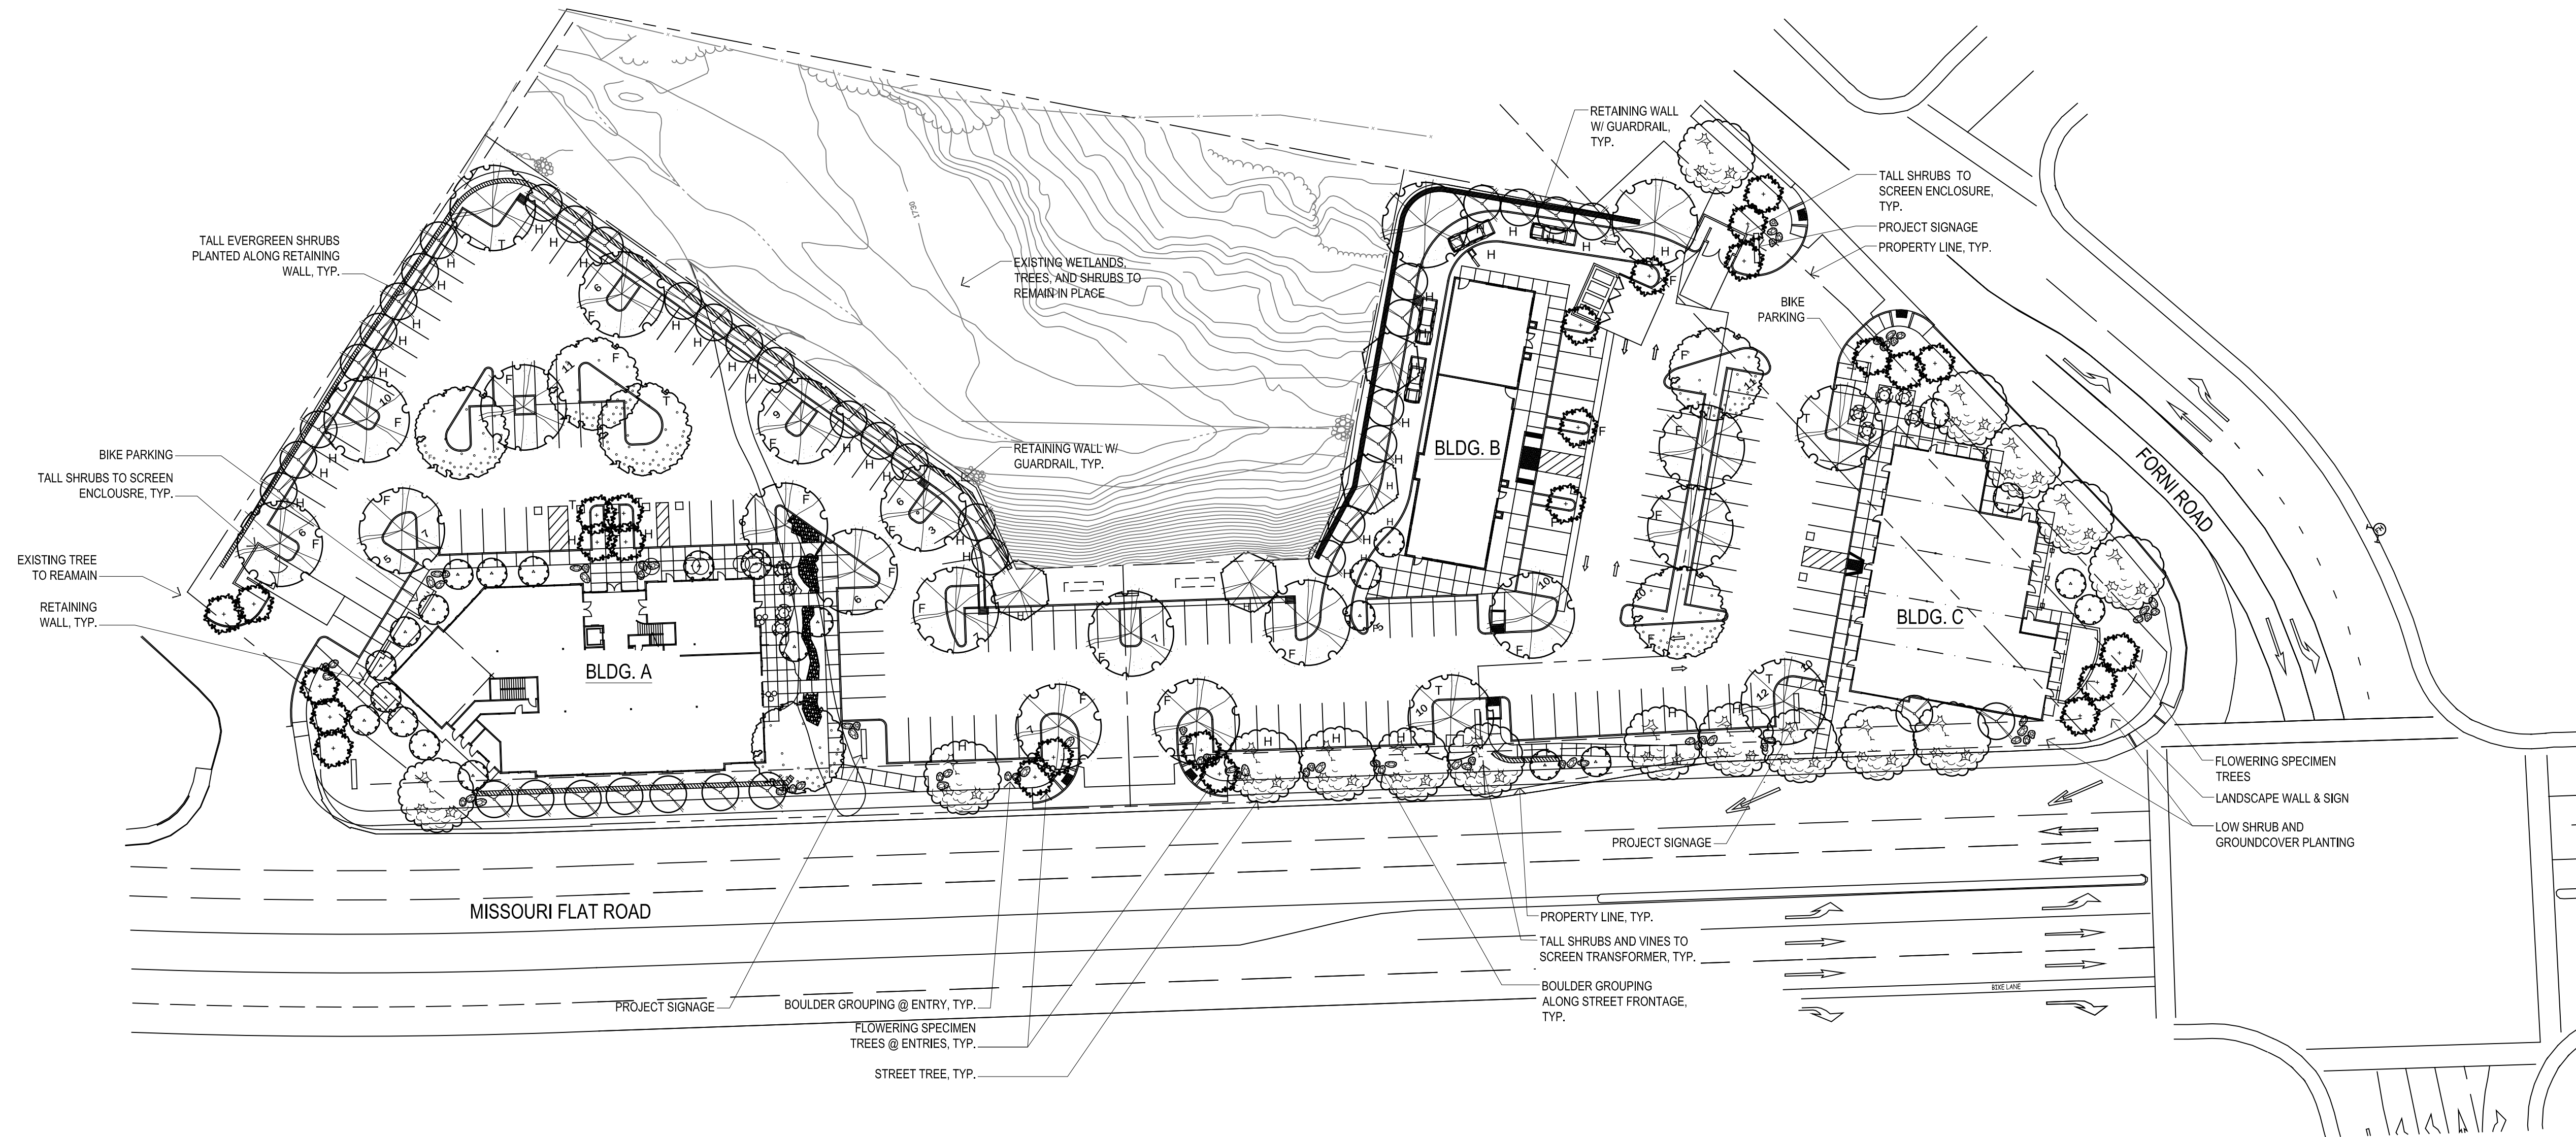 RETAINING WALL
W/ GUARDRAIL,
TYP.
TALL SHRUBS TO
SCREEN ENCLOSURE,
TYP.
PROJECT SIGNAGE
PROPERTY LINE, TYP.
TALL EVERGREEN SHRUBS
PLANTED ALONG RETAINING
WALL, TYP.
1730
EXISTING WETLANDS,
TREES, AND SHRUBS TO
REMAIN IN PLACE
BIKE
PARKING
BIKE PARKING
TALL SHRUBS TO SCREEN
ENCLOUSRE, TYP.
RETAINING WALL W/
GUARDRAIL, TYP.
BLDG. B
FORNI ROAD
EXISTING TREE
TO REAMAIN
RETAINING
WALL, TYP.
BLDG. A
BLDG. C
FLOWERING SPECIMEN
TREES
LANDSCAPE WALL & SIGN
LOW SHRUB AND
GROUNDCOVER PLANTING
PROJECT SIGNAGE
MISSOURI FLAT ROAD
PROPERTY LINE, TYP.
TALL SHRUBS AND VINES TO
SCREEN TRANSFORMER, TYP.
BOULDER GROUPING
ALONG STREET FRONTAGE,
TYP.
BIKE LANE
PROJECT SIGNAGE
BOULDER GROUPING @ ENTRY, TYP.
FLOWERING SPECIMEN
TREES @ ENTRIES, TYP.
STREET TREE, TYP.